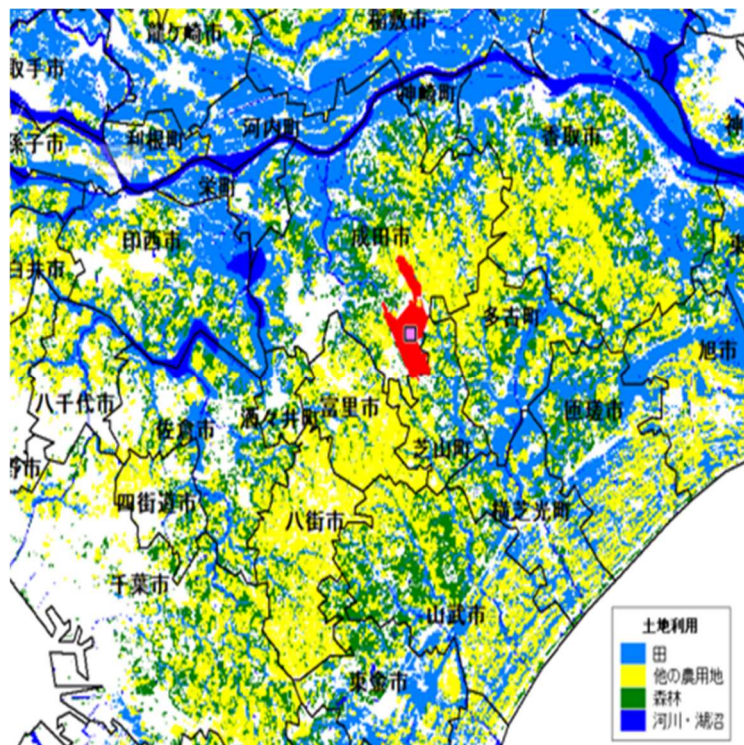 稲敷市
龍ケ崎市
取手市
神崎町
河内町
利根町
香取市
孫子市
神
栄町
成田市
印西市
白井市
多古町
旭市
八千代市
富里市
酒々井町
匝瑳市
佐倉市
芝山町
野市
四街道市
横芝光町
八街市
千葉市
山武市
東金市
土地利用
田
他の農用地
森林
河川・湖沼